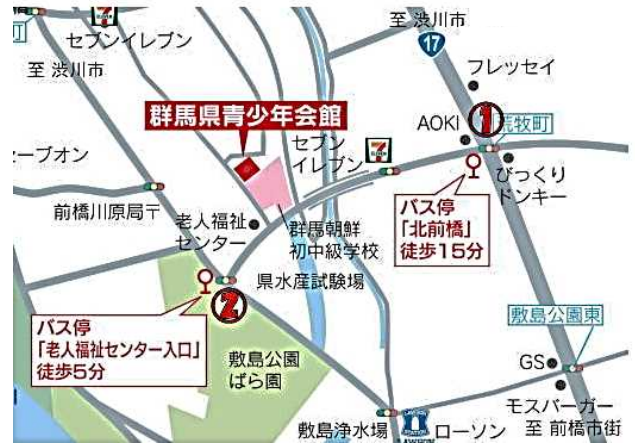 至 渋川市
17
セブンイレブン
至 渋川市
フレッセイ
群馬県青少年会館
AOKI
1
荒牧町
セブン
イレブン
7
ELEVEN
ーブオン
びっくり
ドンキー
バス停
「北前橋」
徒歩15分
前橋川原局〒
老人福祉
センター
群馬朝鮮
初中級学校
県水産試験場
2
バス停
「老人福祉センター入口」
徒歩5分
敷島公園
ばら園
敷島公園東
GS
モスバーガー
至 前橋市街
敷島浄水場
LAWSON
ローソン